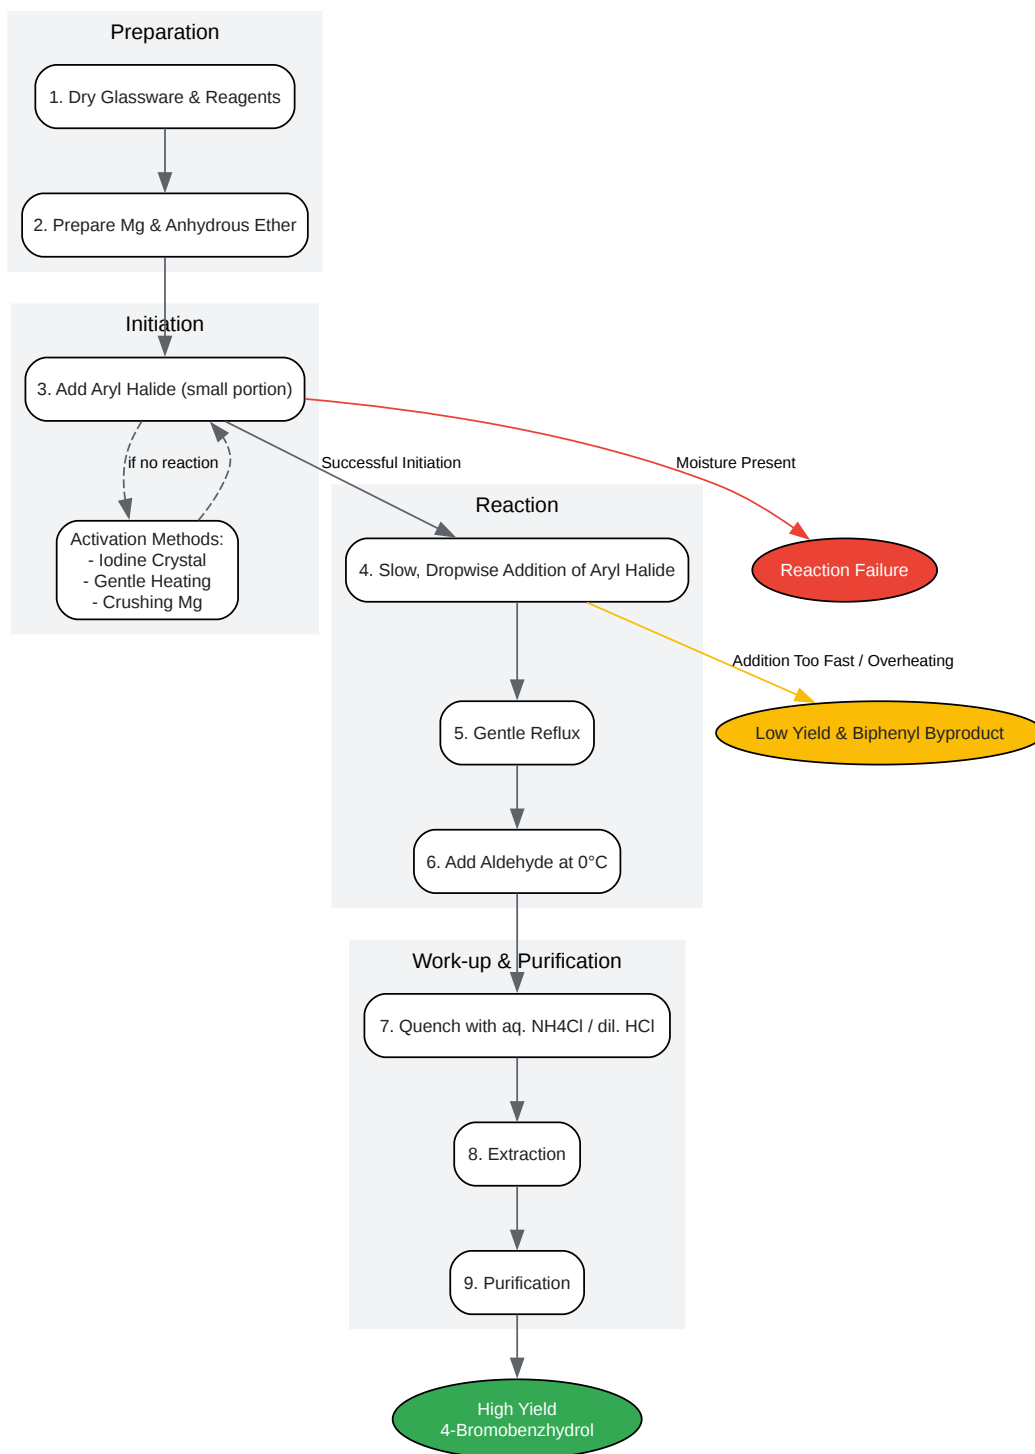 Preparation
1. Dry Glassware & Reagents
2. Prepare Mg & Anhydrous Ether
Initiation
3. Add Aryl Halide (small portion)
if no reaction
Successful Initiation
Moisture Present
Activation Methods:
- Iodine Crystal
- Gentle Heating
- Crushing Mg
Reaction
4. Slow, Dropwise Addition of Aryl Halide
Reaction Failure
Addition Too Fast / Overheating
5. Gentle Reflux
Low Yield & Biphenyl Byproduct
6. Add Aldehyde at 0°C
Work-up & Purification
7. Quench with aq. NH4Cl / dil. HCl
8. Extraction
9. Purification
High Yield
4-Bromobenzhydrol